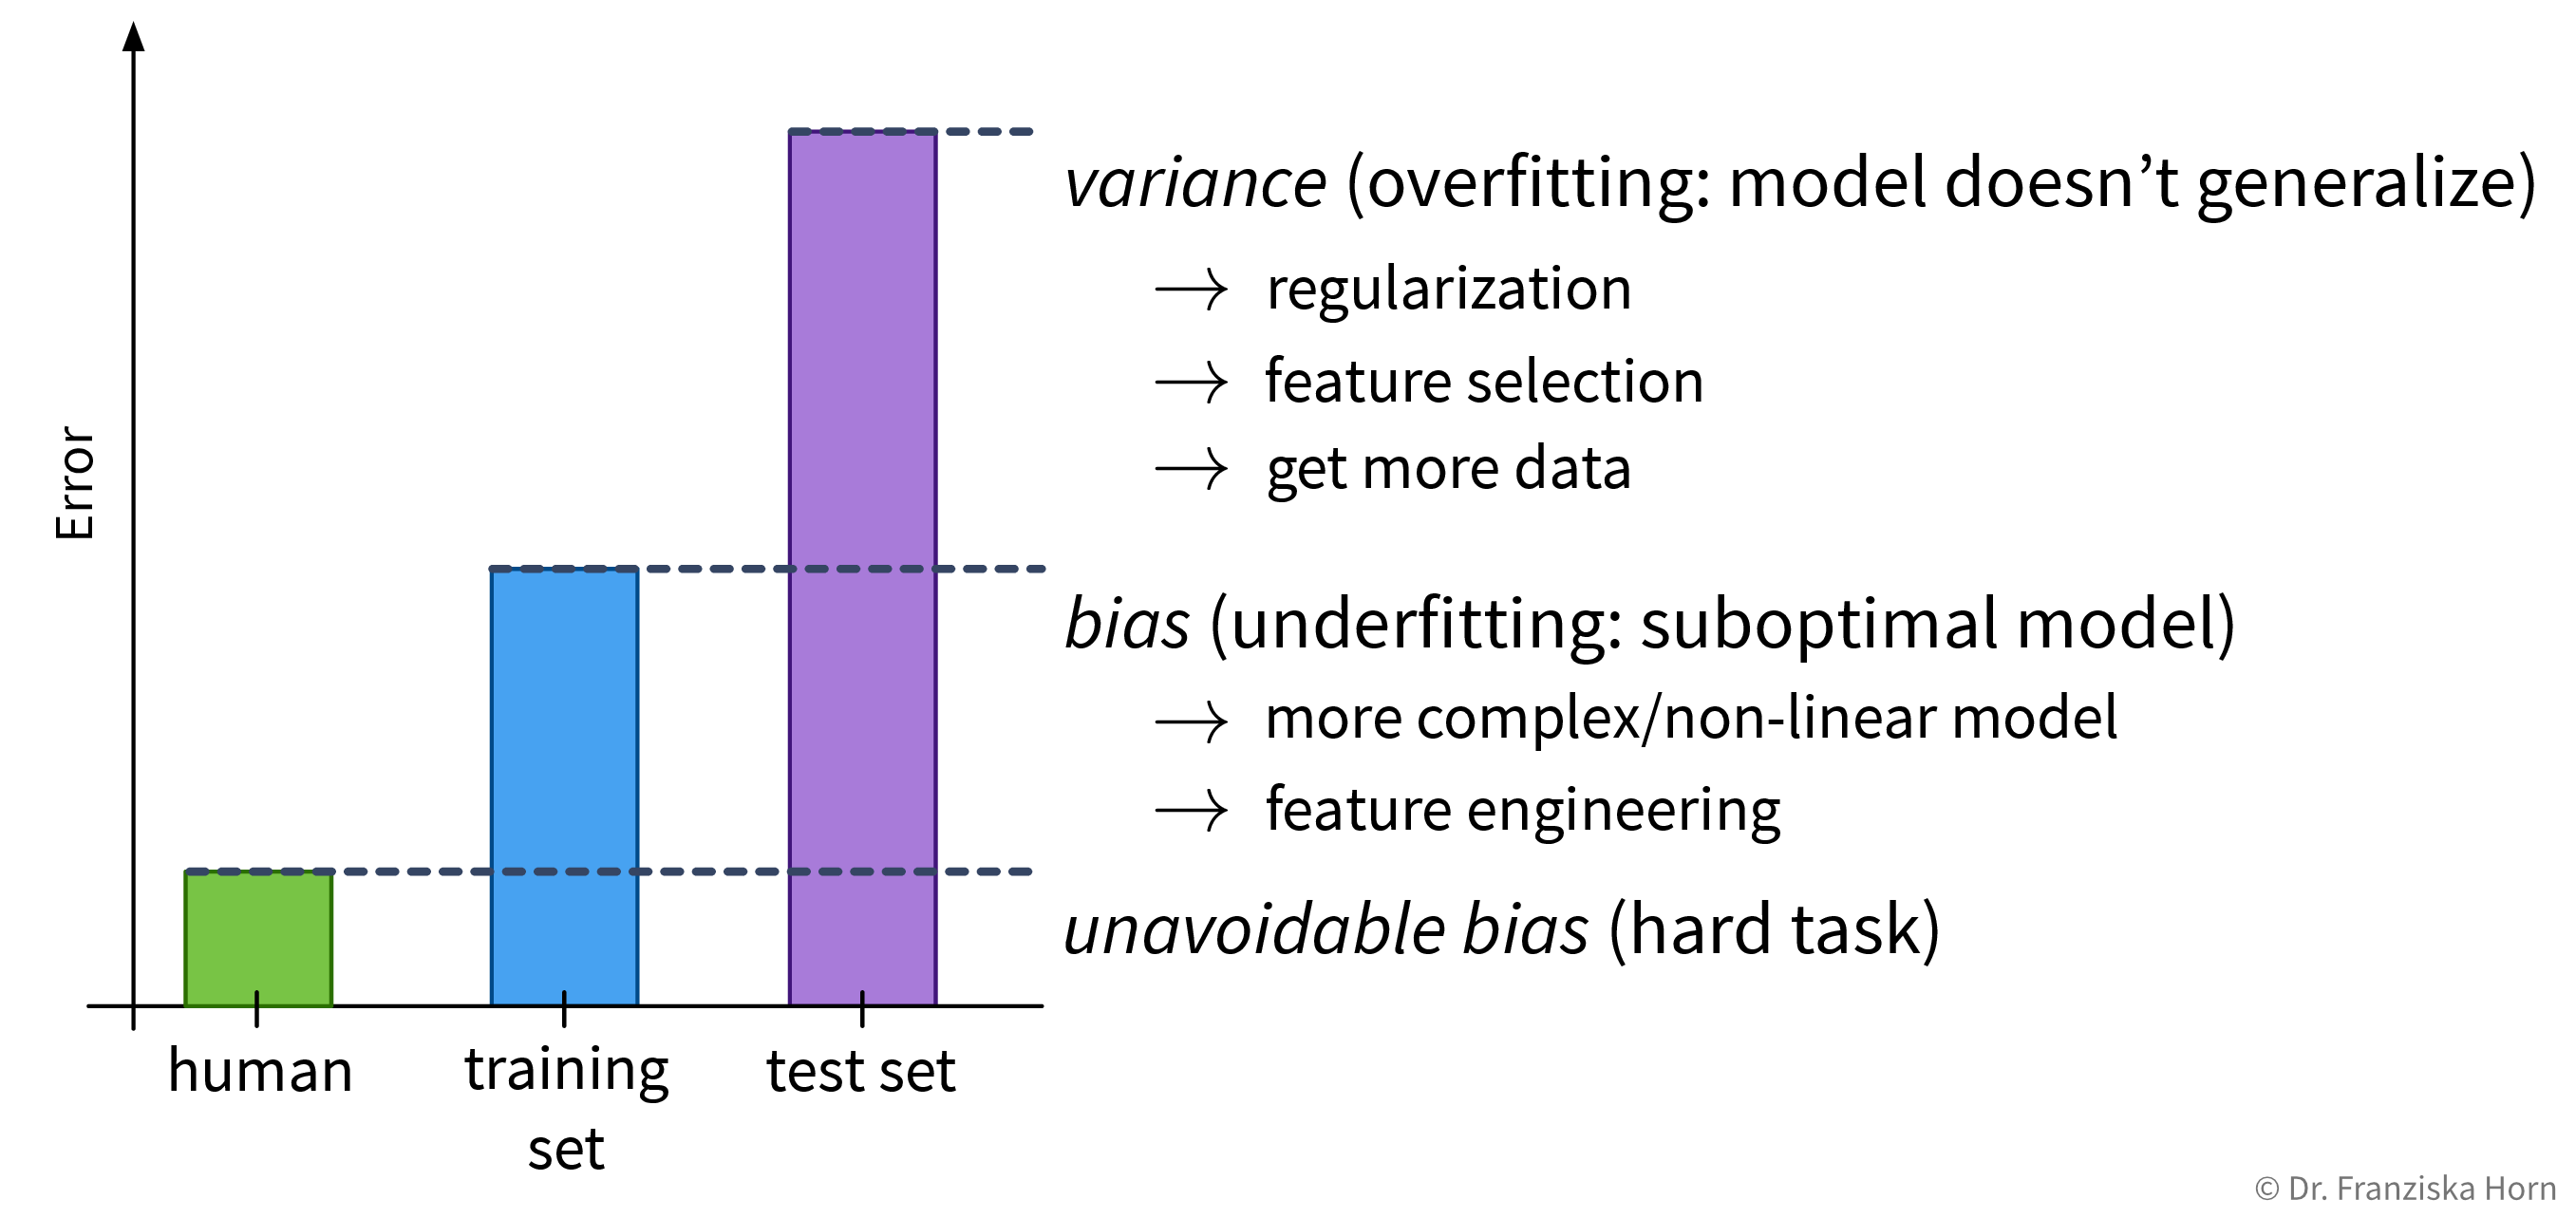 Error
variance (overfitting: model doesn’t generalize)
→ regularization
→ feature selection
→ get more data
bias (underfitting: suboptimal model)
→ more complex/non-linear model
→ feature engineering
unavoidable bias (hard task)
human
training
set
test set
© Dr. Franziska Horn